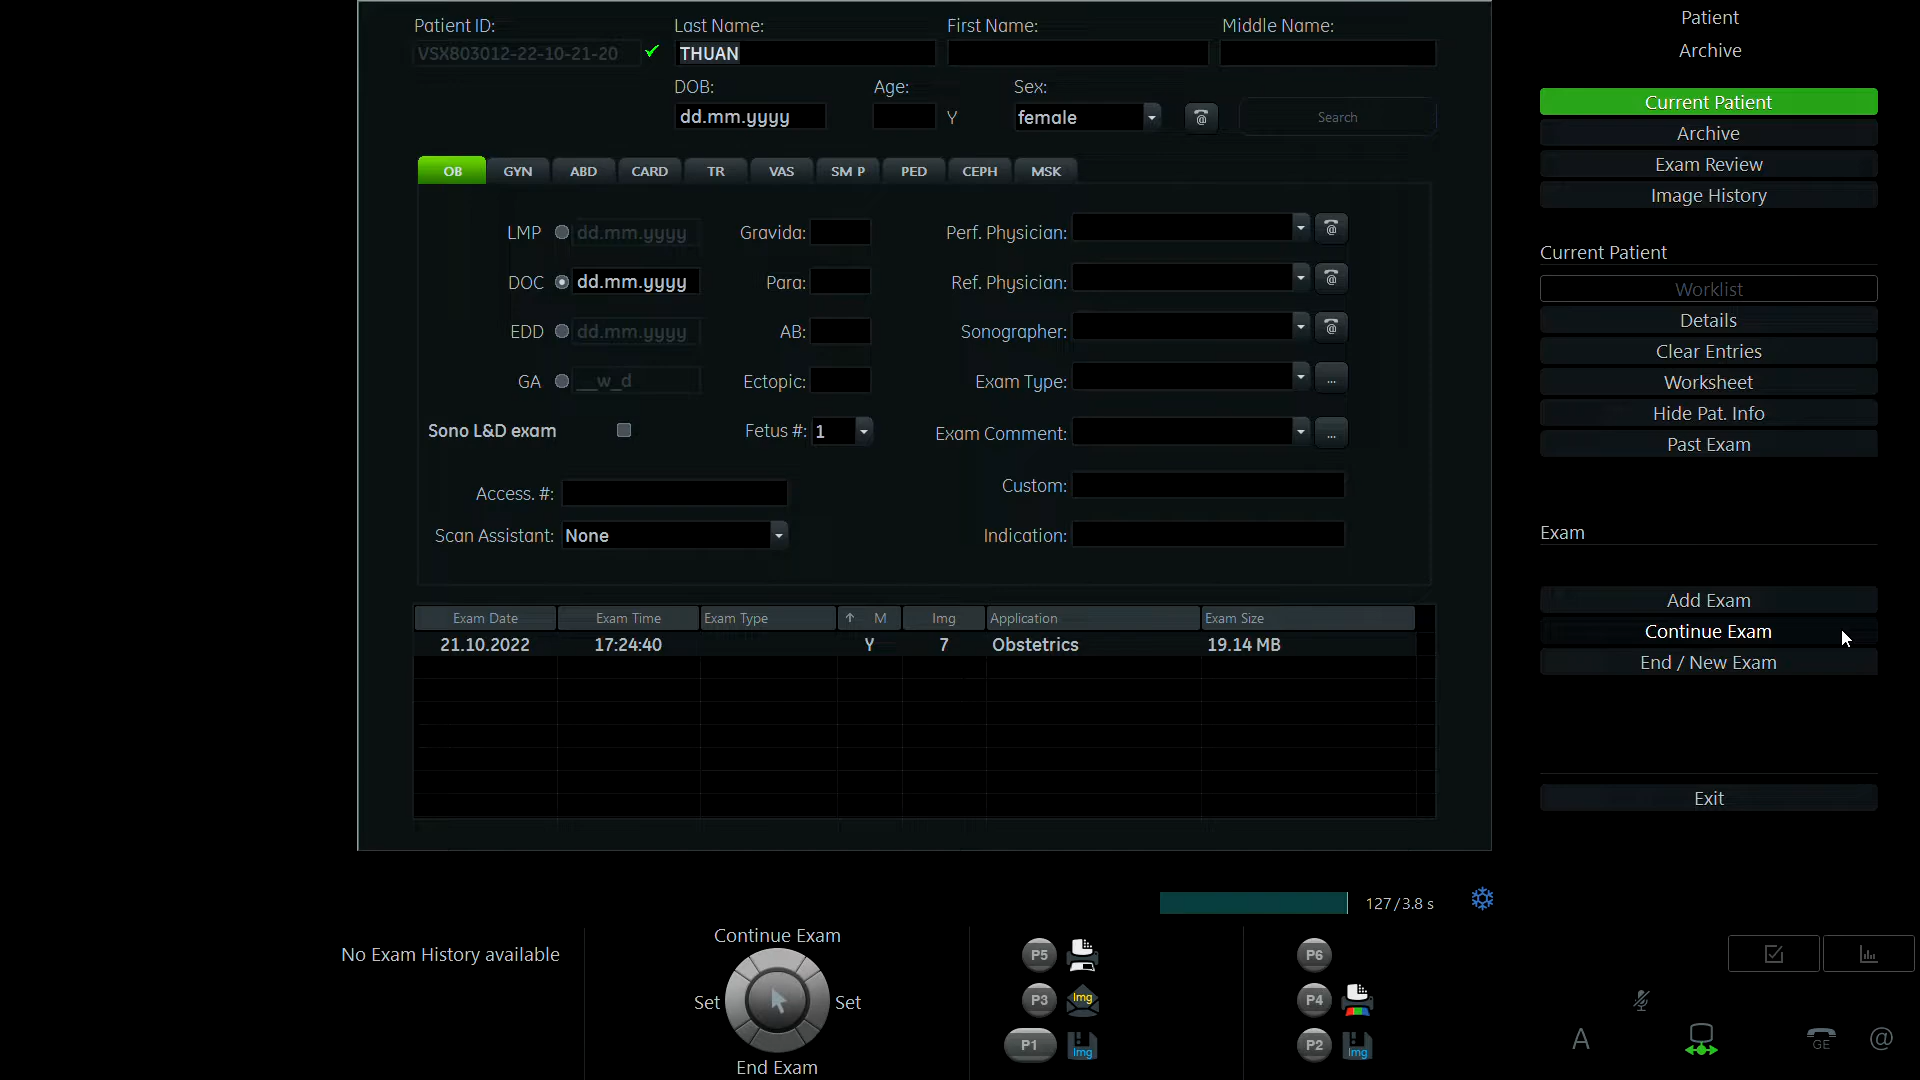 Patient ID: Last Name: First Name: Middle Name:
VSX803012-22-10-21-20 THUAN
DOB: Age: Sex:
dd.mm.yyyy Y female @ Search
OB GYN ABD CARD TR VAS SM P PED CEPH MSK
LMP dd.mm.yyyy Gravida: Perf. Physician: @
DOC dd.mm.yyyy Para: Ref. Physician: @
EDD dd.mm.yyyy AB: Sonographer: @
GA __w_d Ectopic: Exam Type: ...
Sono L&D exam Fetus #: 1 Exam Comment: ...
Custom:
Access. #:
Scan Assistant: None Indication:
Exam Date Exam Time Exam Type ↑ M Img Application Exam Size
21.10.2022 17:24:40 Y 7 Obstetrics 19.14 MB
Patient
Archive
Current Patient
Archive
Exam Review
Image History
Current Patient
Worklist
Details
Clear Entries
Worksheet
Hide Pat. Info
Past Exam
Exam
Add Exam
Continue Exam
End / New Exam
Exit
127/3.8 s
No Exam History available
Continue Exam
Set Set
End Exam
P5
P3 Img
P1 Img
P6
P4
P2 Img
A GE @